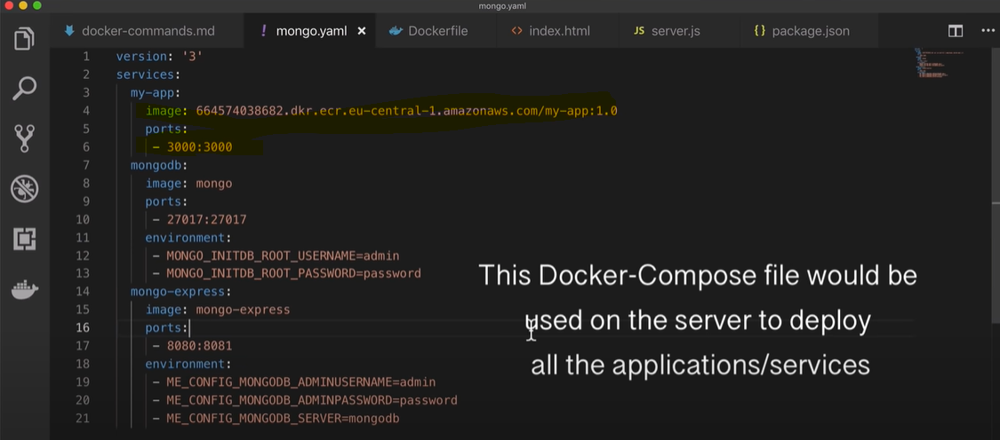 mongo.yaml
docker-commands.md
! mongo.yaml ×
Dockerfile
<> index.html
JS server.js
{} package.json
1 version: '3'
2 services:
3 my-app:
4 image: 664574038682.dkr.ecr.eu-central-1.amazonaws.com/my-app:1.0
5 ports:
6 - 3000:3000
7 mongodb:
8 image: mongo
9 ports:
10 - 27017:27017
11 environment:
12 - MONGO_INITDB_ROOT_USERNAME=admin
13 - MONGO_INITDB_ROOT_PASSWORD=password
14 mongo-express:
15 image: mongo-express
16 ports:
17 - 8080:8081
18 environment:
19 - ME_CONFIG_MONGODB_ADMINUSERNAME=admin
20 - ME_CONFIG_MONGODB_ADMINPASSWORD=password
21 - ME_CONFIG_MONGODB_SERVER=mongodb
This Docker-Compose file would be
used on the server to deploy
all the applications/services